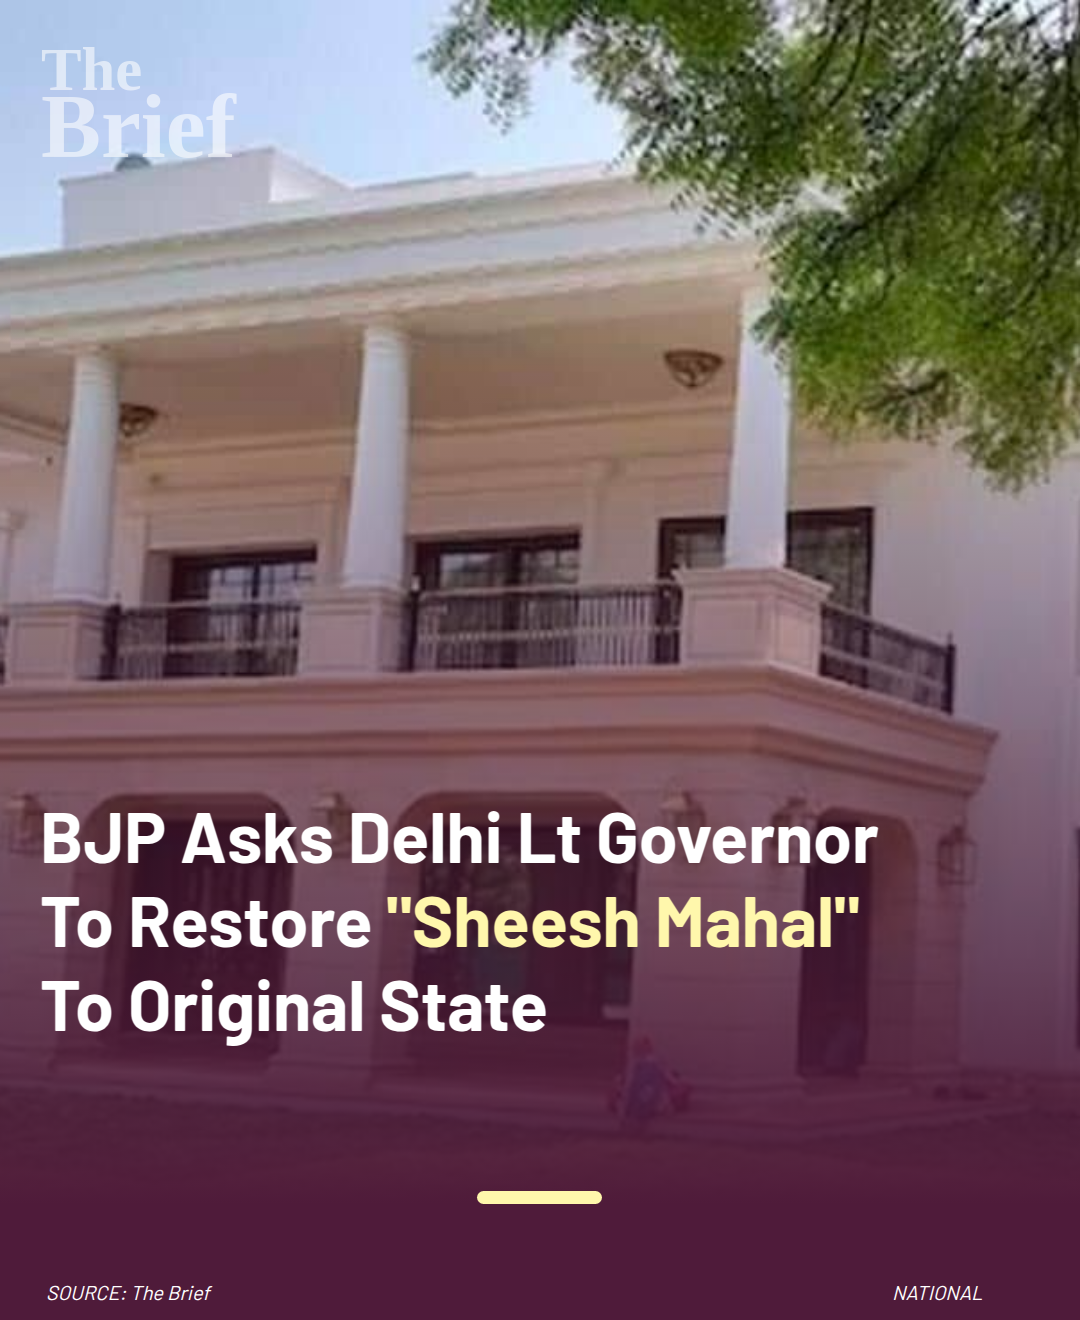 The
Brief
BJP Asks Delhi Lt Governor
To Restore "Sheesh Mahal"
To Original State
SOURCE: The Brief
NATIONAL